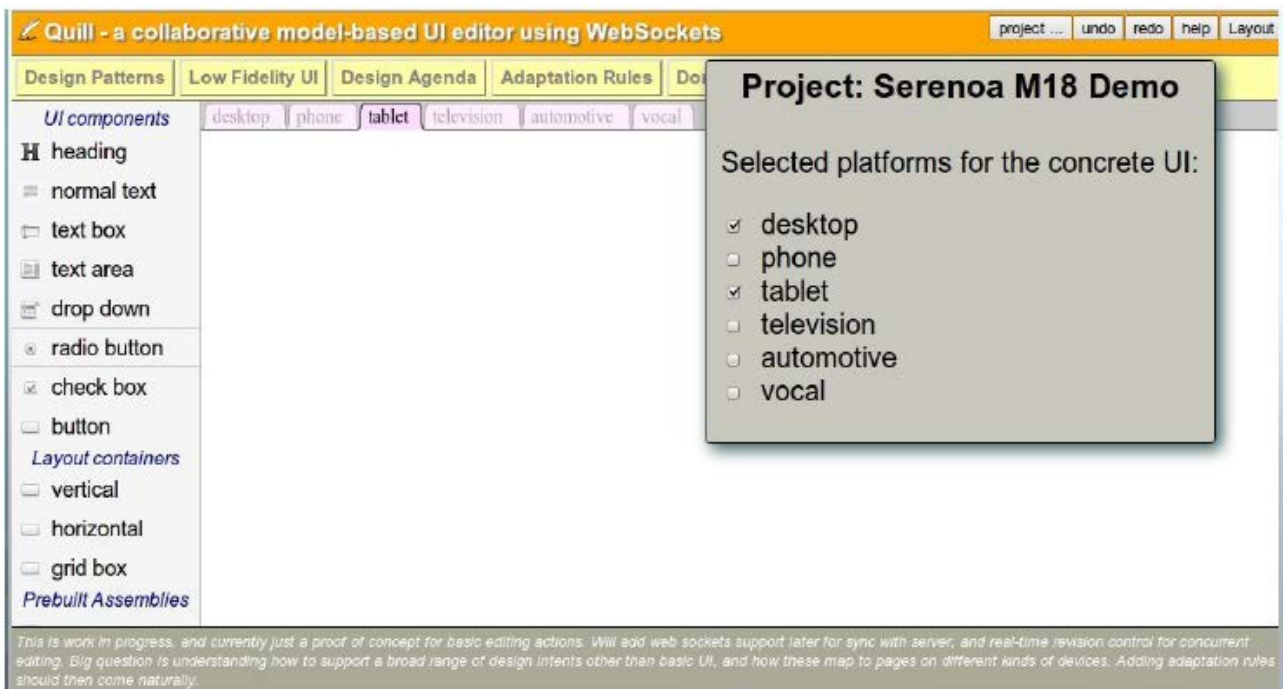 Quill - a collaborative model-based UI editor using WebSockets
project ... undo redo help Layout
Design Patterns Low Fidelity UI Design Agenda Adaptation Rules
desktop phone tablet television automotive vocal
UI components
heading
normal text
text box
text area
drop down
radio button
check box
button
Layout containers
vertical
horizontal
grid box
Prebuilt Assemblies
Project: Serenoa M18 Demo
Selected platforms for the concrete UI:
desktop
phone
tablet
television
automotive
vocal
This is work in progress, and currently just a proof of concept for basic editing actions. Will add web sockets support later for sync with server, and real-time revision control for concurrent
editing. Big question is understanding how to support a broad range of design intents other than basic UI, and how these map to pages on different kinds of devices. Adding adaptation rules
should then come naturally.